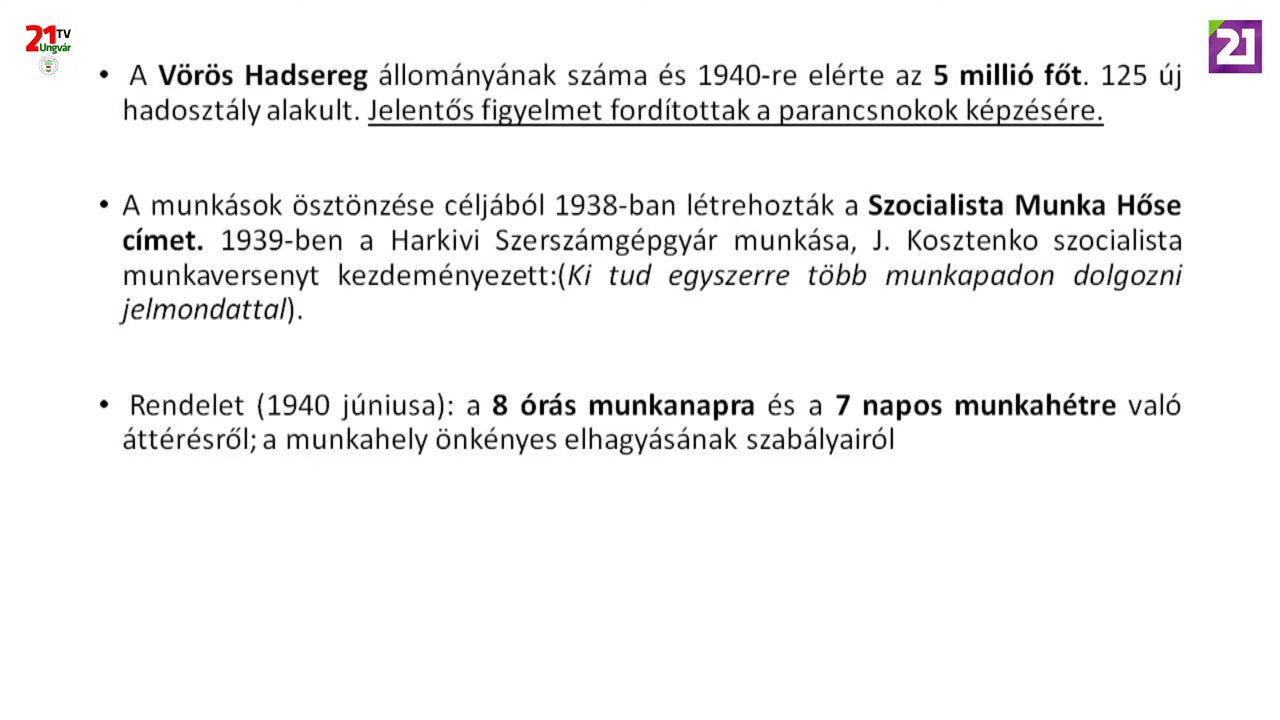 21 TV
Ungvár
21
• A Vörös Hadsereg állományának száma és 1940-re elérte az 5 millió főt. 125 új
hadosztály alakult. Jelentős figyelmet fordítottak a parancsnokok képzésére.
• A munkások ösztönzése céljából 1938-ban létrehozták a Szocialista Munka Hőse
címet. 1939-ben a Harkivi Szerszámgépgyár munkása, J. Kosztenko szocialista
munkaversenyt kezdeményezett:(Ki tud egyszerre több munkapadon dolgozni
jelmondattal).
• Rendelet (1940 júniusa): a 8 órás munkanapra és a 7 napos munkahétre való
áttérésről; a munkahely önkényes elhagyásának szabályairól